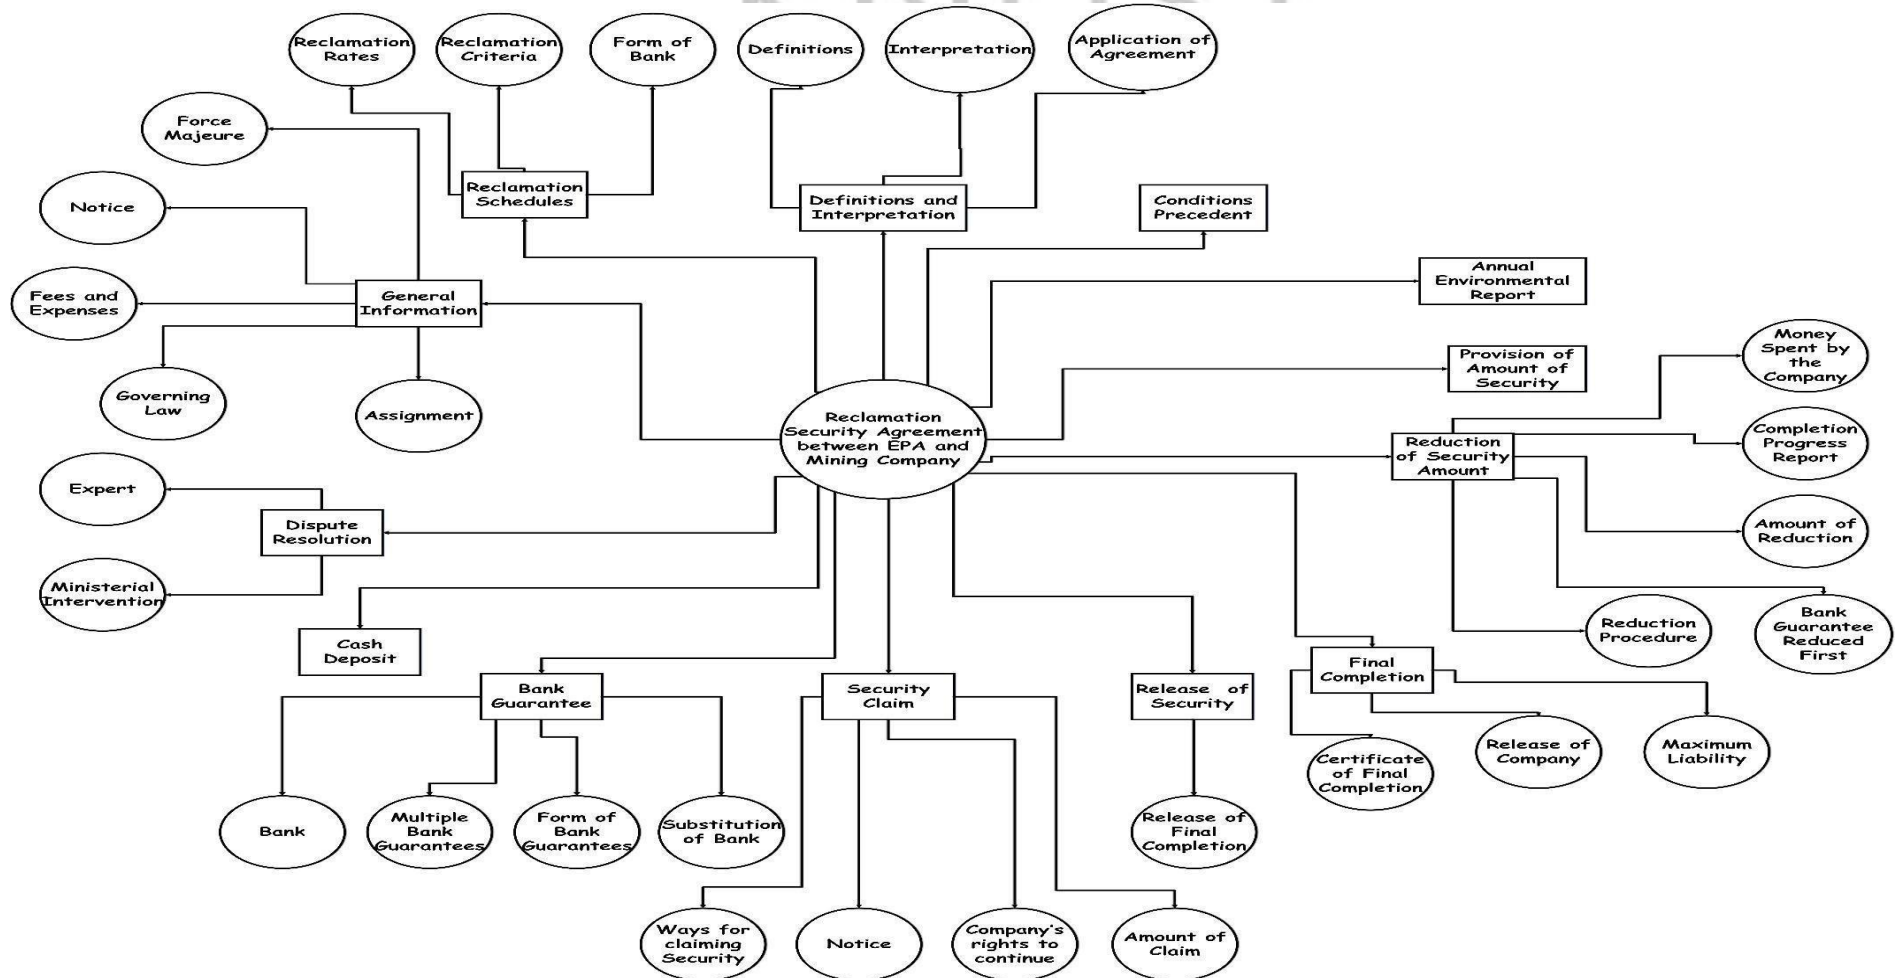 Reclamation
Rates
Reclamation
Criteria
Form of
Bank
Definitions
Interpretation
Application of
Agreement
Force
Majeure
Notice
Reclamation
Schedules
Definitions and
Interpretation
Conditions
Precedent
Annual
Environmental
Report
Fees and
Expenses
General
Information
Provision of
Amount of
Security
Money
Spent by
the
Company
Governing
Law
Assignment
Reclamation
Security Agreement
between EPA and
Mining Company
Reduction
of Security
Amount
Completion
Progress
Report
Expert
Dispute
Resolution
Amount of
Reduction
Ministerial
Intervention
Cash
Deposit
Reduction
Procedure
Bank
Guarantee
Reduced
First
Bank
Guarantee
Security
Claim
Release of
Security
Final
Completion
Certificate
of Final
Completion
Release of
Company
Maximum
Liability
Bank
Multiple
Bank
Guarantees
Form of
Bank
Guarantees
Substitution
of Bank
Release of
Final
Completion
Ways for
claiming
Security
Notice
Company's
rights to
continue
Amount of
Claim